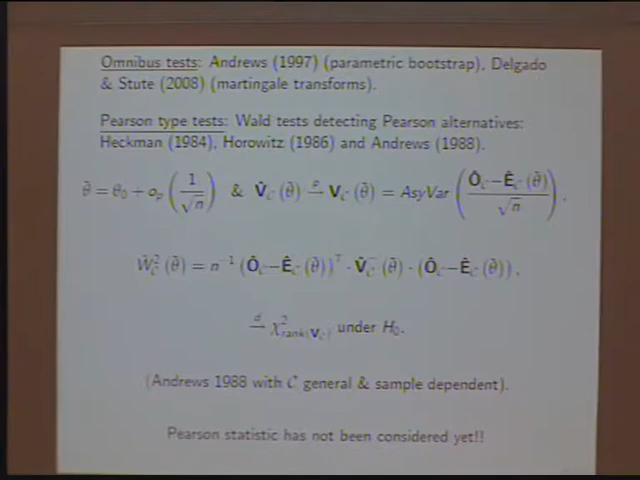 Omnibus tests: Andrews (1997) (parametric bootstrap), Delgado
& Stute (2008) (martingale transforms).
Pearson type tests: Wald tests detecting Pearson alternatives:
Heckman (1984), Horowitz (1986) and Andrews (1988).
θ̃ = θ₀ + oₚ(1/√n) & V̂_C(θ̃) →ᵖ V_C(θ̃) = AsyVar((Ô_C − Ê_C(θ̃))/√n),
Ŵ²_C(θ̃) = n⁻¹ (Ô_C − Ê_C(θ̃))ᵀ · V̂⁻_C(θ̃) · (Ô_C − Ê_C(θ̃)),
→ᵈ χ²_rank(V_C) under H₀.
(Andrews 1988 with C general & sample dependent).
Pearson statistic has not been considered yet!!